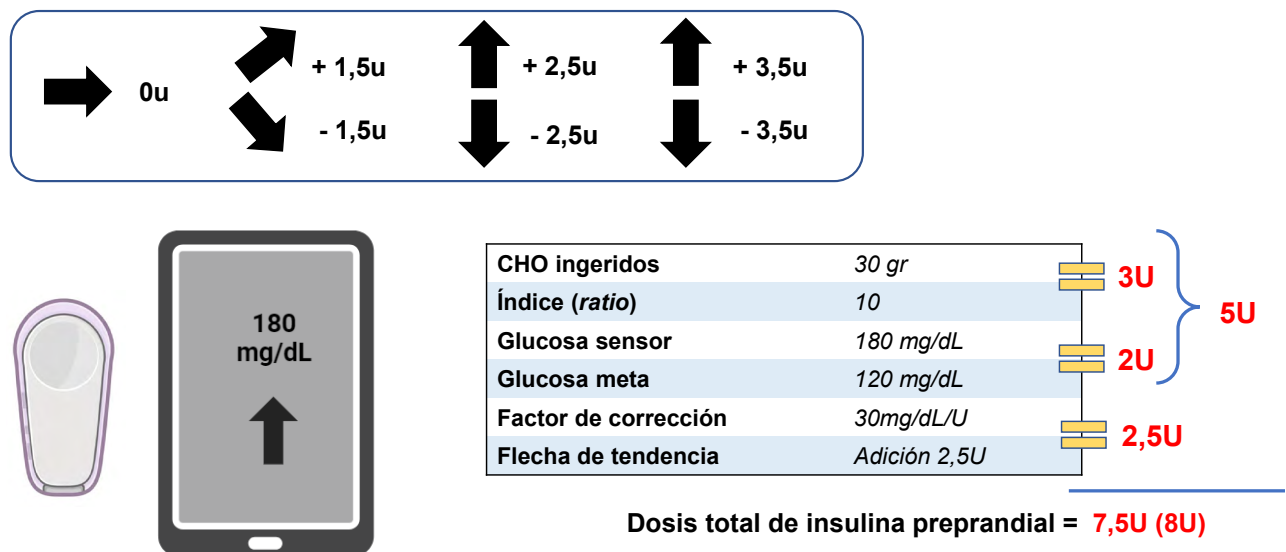 0u
+ 1,5u
- 1,5u
+ 2,5u
- 2,5u
+ 3,5u
- 3,5u
180
mg/dL
CHO ingeridos 30 gr
Índice (ratio) 10
Glucosa sensor 180 mg/dL
Glucosa meta 120 mg/dL
Factor de corrección 30mg/dL/U
Flecha de tendencia Adición 2,5U
3U
2U
5U
2,5U
Dosis total de insulina preprandial = 7,5U (8U)